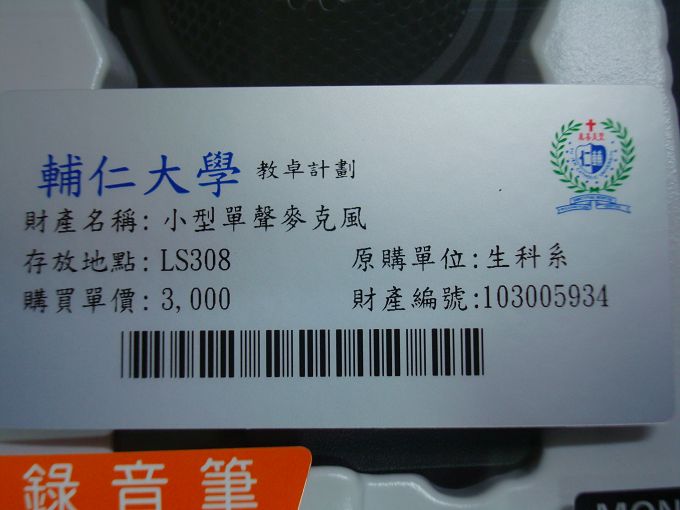 輔仁大學 教卓計劃
財產名稱: 小型單聲麥克風
存放地點: LS308 原購單位:生科系
購買單價: 3,000 財產編號:103005934
錄音筆